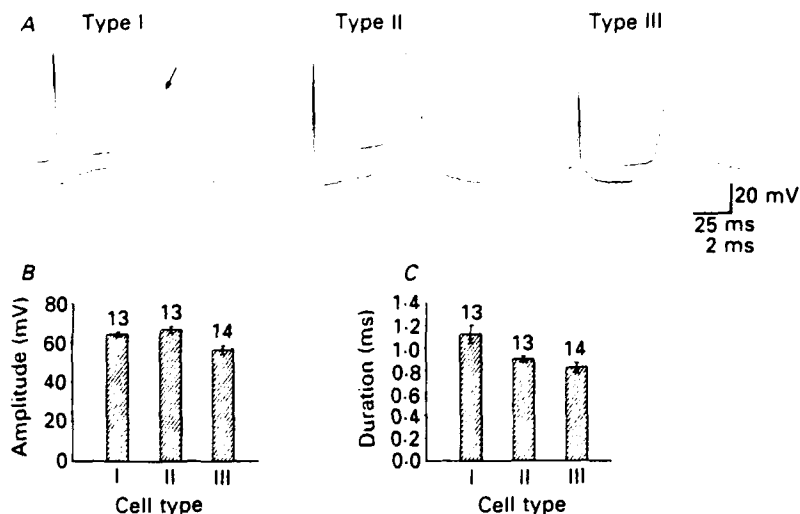 A Type I Type II Type III
20 mV
25 ms
2 ms
B
Amplitude (mV)
80
60
40
20
0
13 13 14
I II III
Cell type
C
Duration (ms)
1·4
1·2
1·0
0·8
0·6
0·4
0·2
0·0
13
13 14
I II III
Cell type